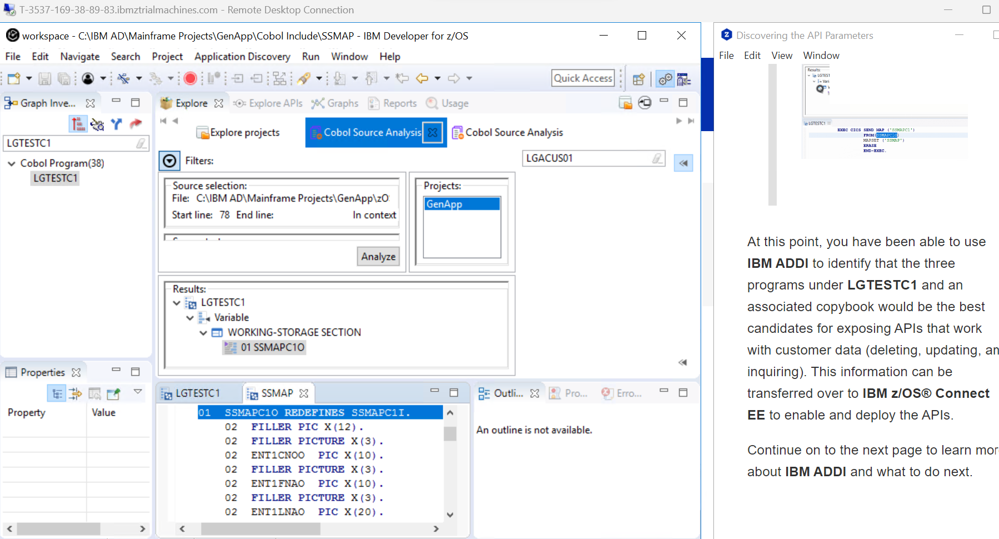 T-3537-169-38-89-83.ibmztrialmachines.com - Remote Desktop Connection
workspace - C:\IBM AD\Mainframe Projects\GenApp\Cobol Include\SSMAP - IBM Developer for z/OS
File Edit Navigate Search Project Application Discovery Run Window Help
Quick Access
Graph Inve...
LGTESTC1
Cobol Program(38)
LGTESTC1
Explore Explore APIs Graphs Reports Usage
Explore projects Cobol Source Analysis Cobol Source Analysis
Filters:
LGACUS01
Source selection:
File: C:\IBM AD\Mainframe Projects\GenApp\zO
Start line: 78 End line: In context
Analyze
Projects:
GenApp
Results:
LGTESTC1
Variable
WORKING-STORAGE SECTION
01 SSMAPC1O
Properties
Property Value
LGTESTC1 SSMAP
01 SSMAPC1O REDEFINES SSMAPC1I.
02 FILLER PIC X(12).
02 FILLER PICTURE X(3).
02 ENT1CNOO PIC X(10).
02 FILLER PICTURE X(3).
02 ENT1FNAO PIC X(10).
02 FILLER PICTURE X(3).
02 ENT1LNAO PIC X(20).
Outli... Pro... Erro...
An outline is not available.
Discovering the API Parameters
File Edit View Window
Results:
LGTEST
Vari
LGTESTC1
EXEC CICS SEND MAP ('SSMAPC1')
FROM(SSMAPC1O)
MAPSET ('SSMAP')
ERASE
END-EXEC.
At this point, you have been able to use
IBM ADDI to identify that the three
programs under LGTESTC1 and an
associated copybook would be the best
candidates for exposing APIs that work
with customer data (deleting, updating, an
inquiring). This information can be
transferred over to IBM z/OS® Connect
EE to enable and deploy the APIs.
Continue on to the next page to learn mor
about IBM ADDI and what to do next.